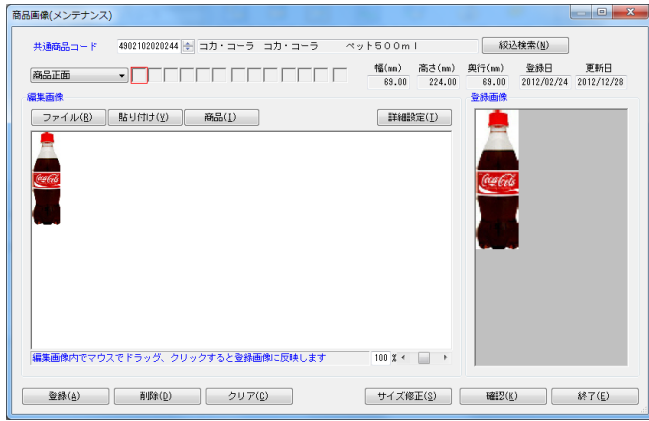 商品画像(メンテナンス)
共通商品コード 4902102020244 コカ・コーラ コカ・コーラ ペット500ml 絞込検索(N)
商品正面 幅(mm) 高さ(mm) 奥行(mm) 登録日 更新日
69.00 224.00 69.00 2012/02/24 2012/12/28
編集画像 登録画像
ファイル(R) 貼り付け(V) 商品(I) 詳細設定(T)
Coca-Cola Coca-Cola
編集画像内でマウスでドラッグ、クリックすると登録画像に反映します 100 %
登録(A) 削除(D) クリア(C) サイズ修正(S) 確認(K) 終了(E)